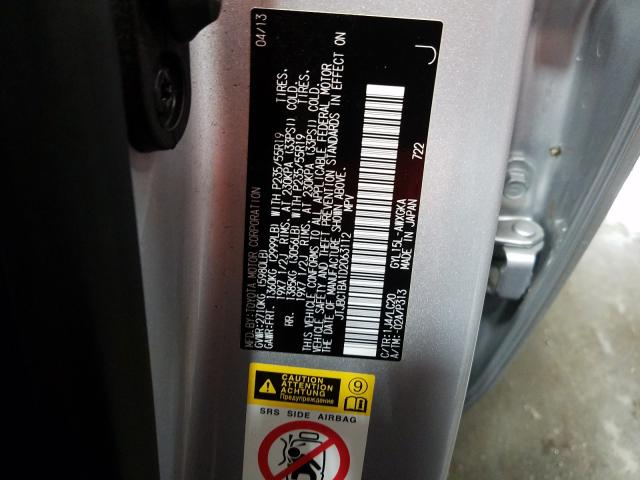 MFD.BY:TOYOTA MOTOR CORPORATION 04/13
GVWR:2710KG (5980LB)
GAWR:FRT. 1360KG (2999LB) WITH P235/55R19 TIRES.
19X7 1/2J RIMS, AT 230KPA (33PSI) COLD.
RR. 1385KG (3056LB) WITH P235/55R19 TIRES.
19X7 1/2J RIMS, AT 230KPA (33PSI) COLD.
THIS VEHICLE CONFORMS TO ALL APPLICABLE FEDERAL MOTOR
VEHICLE SAFETY AND THEFT PREVENTION STANDARDS IN EFFECT ON
THE DATE OF MANUFACTURE SHOWN ABOVE.
JTJBC1BA1D2063112 MPV
C/TR:1J4/LC20 GYL15L-AWXGKA 722
A/TM:-02A/P313 MADE IN JAPAN J
CAUTION
ATTENTION
ACHTUNG
Предупреждение
9
SRS SIDE AIRBAG